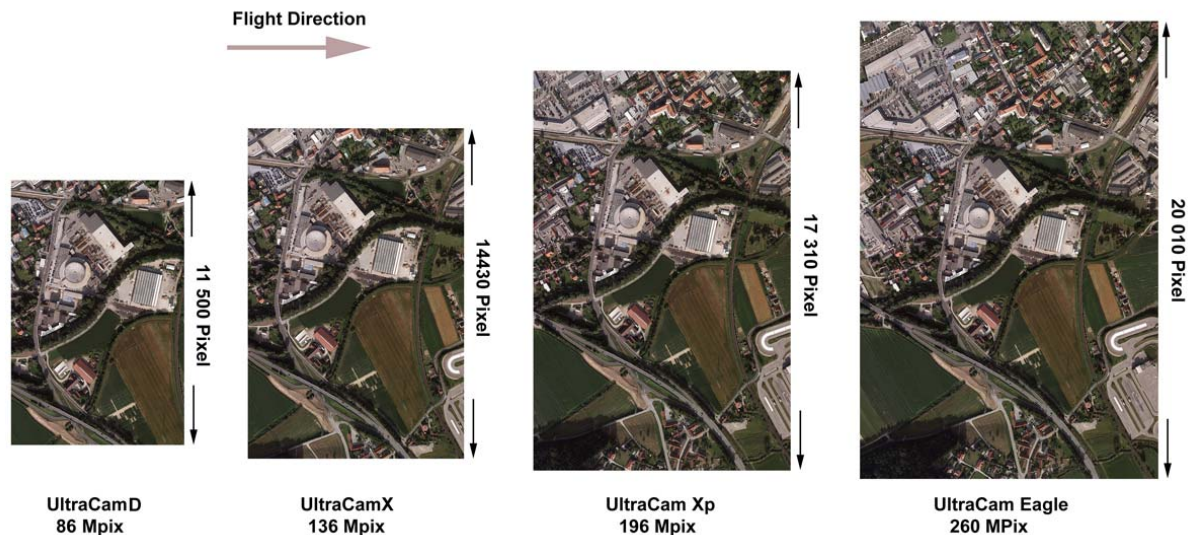 Flight Direction
11 500 Pixel
14430 Pixel
17 310 Pixel
20 010 Pixel
UltraCamD
86 Mpix
UltraCamX
136 Mpix
UltraCam Xp
196 Mpix
UltraCam Eagle
260 MPix